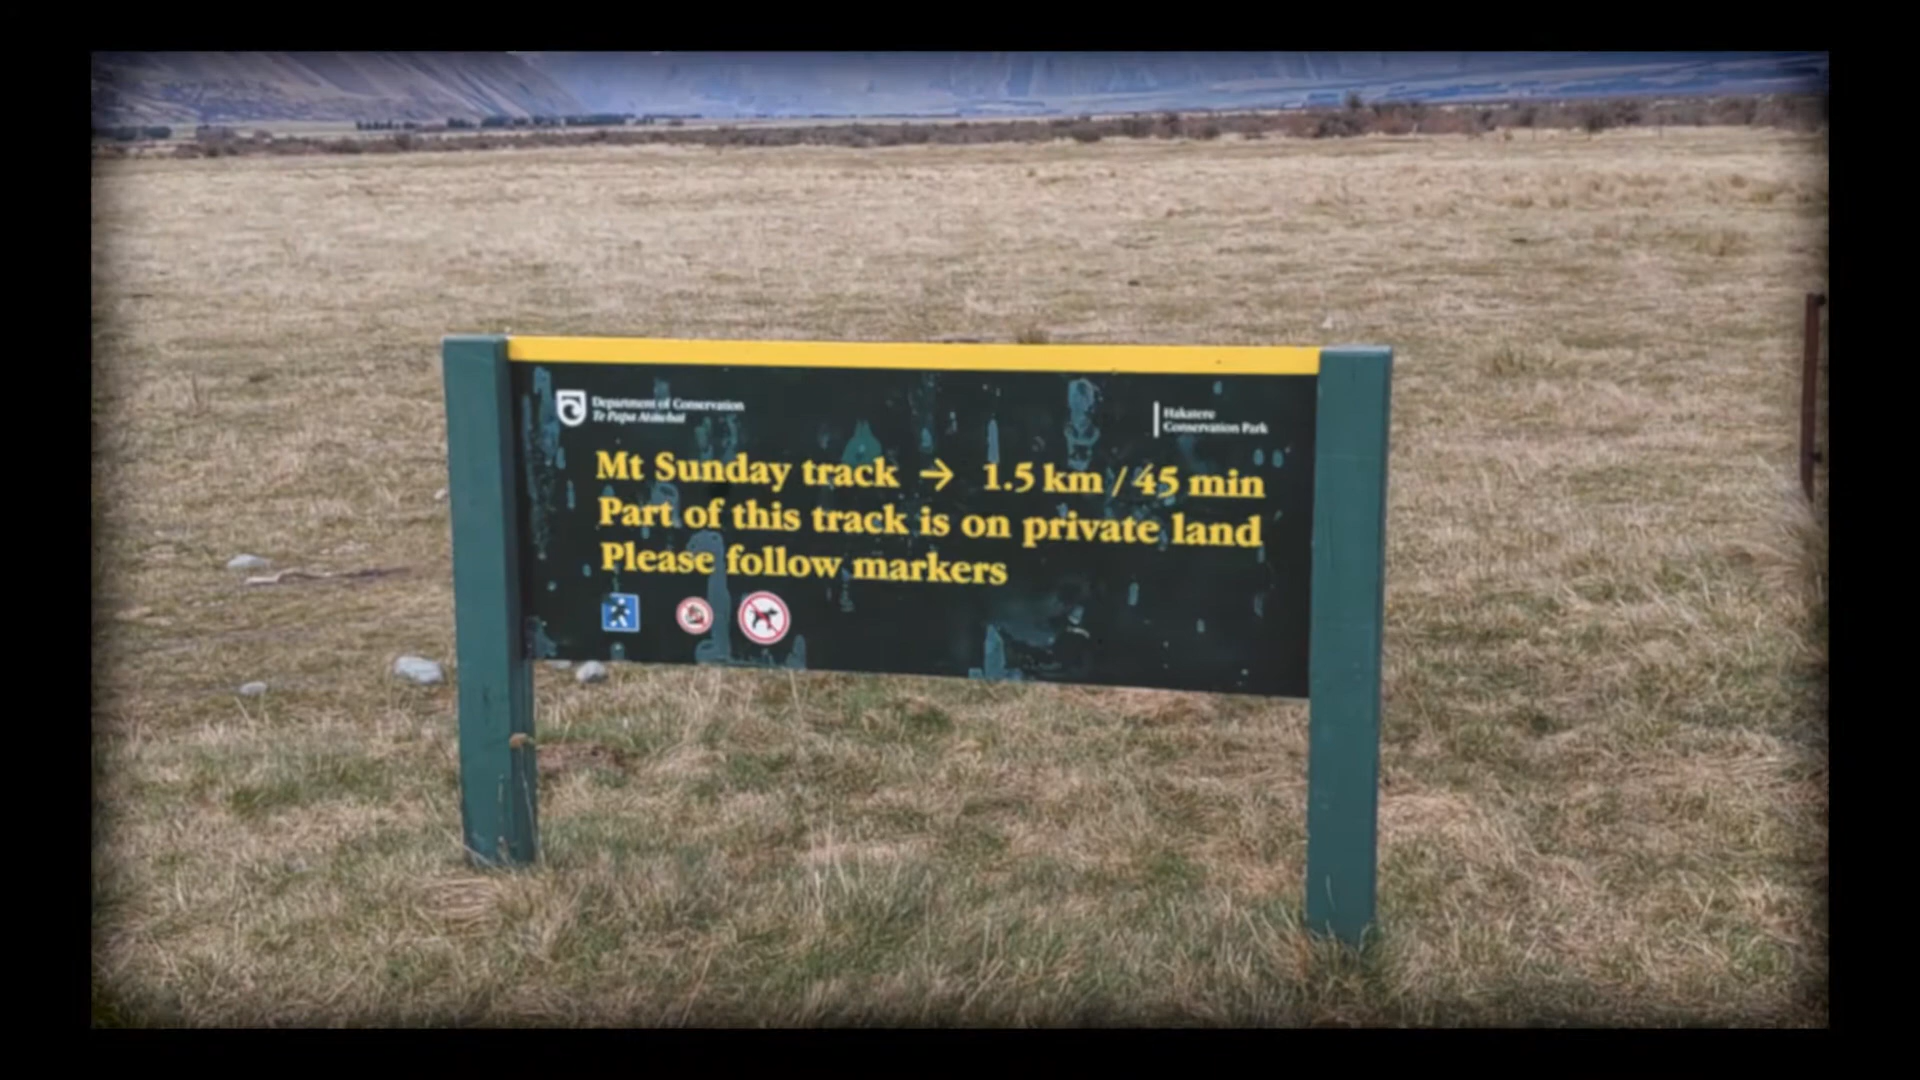 Department of Conservation
Te Papa Atawhai
Hakatere
Conservation Park
Mt Sunday track → 1.5 km / 45 min
Part of this track is on private land
Please follow markers